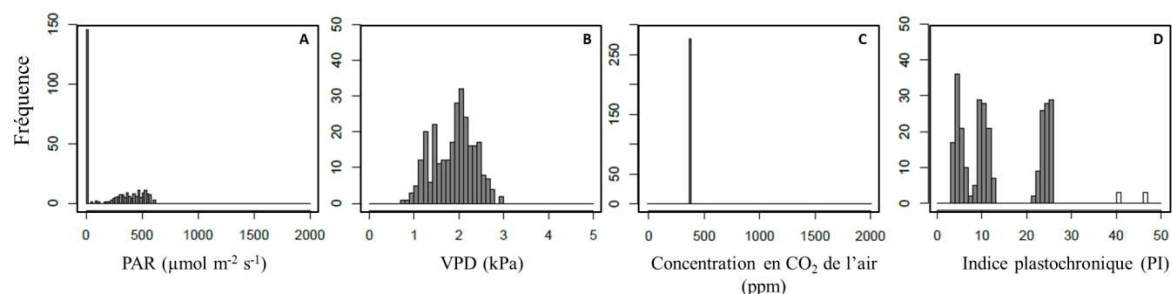 Fréquence
A
150
100
50
0
0 500 1000 1500 2000
PAR (µmol m-2 s-1)
B
50
40
30
20
10
0
0 1 2 3 4 5
VPD (kPa)
C
250
150
50
0
0 500 1000 1500 2000
Concentration en CO2 de l’air
(ppm)
D
50
40
30
20
10
0
0 10 20 30 40 50
Indice plastochronique (PI)